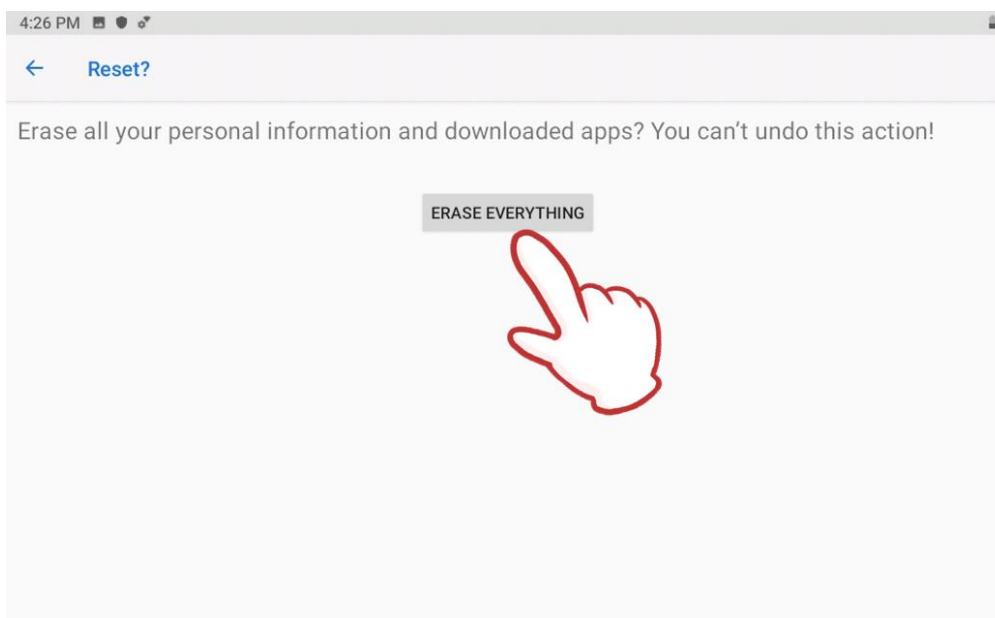 4:26 PM
Reset?
Erase all your personal information and downloaded apps? You can’t undo this action!
ERASE EVERYTHING